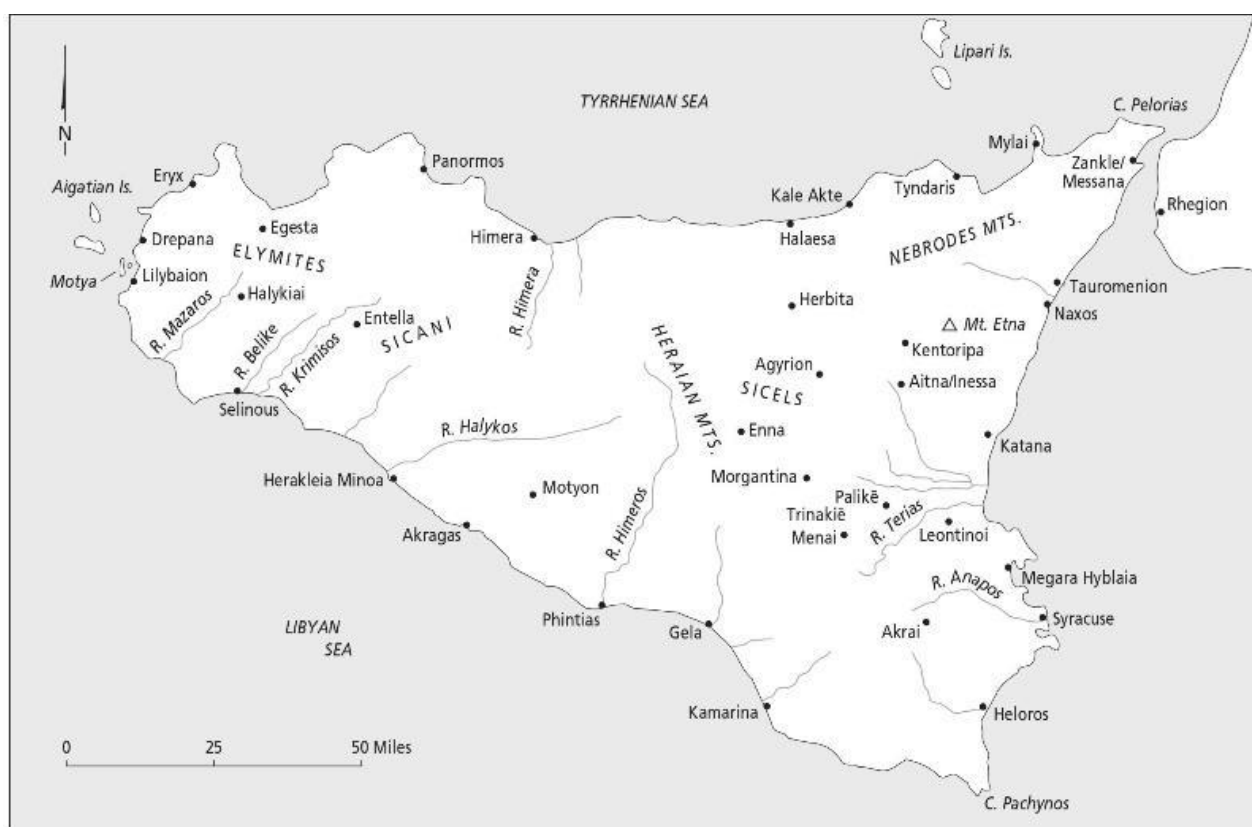 Lipari Is.
TYRRHENIAN SEA
C. Pelorias
N
Mylai
Panormos
Zankle/
Messana
Eryx
Aigatian Is.
Tyndaris
Kale Akte
Rhegion
Egesta
Halaesa
NEBRODES MTS.
Drepana
Himera
ELYMITES
Motya
Lilybaion
Tauromenion
Halykiai
R. Mazaros
Herbita
Naxos
R. Himera
Entella
Mt. Etna
SICANI
R. Belike
R. Krimisos
Kentoripa
HERAIAN MTS.
Agyrion
Aitna/Inessa
SICELS
Selinous
R. Halykos
Enna
Katana
Herakleia Minoa
Morgantina
Motyon
Palikē
Trinakiē
Menai
R. Terias
Leontinoi
Akragas
R. Himeros
Megara Hyblaia
R. Anapos
Phintias
Gela
Akrai
Syracuse
LIBYAN
SEA
Kamarina
Heloros
0 25 50 Miles
C. Pachynos